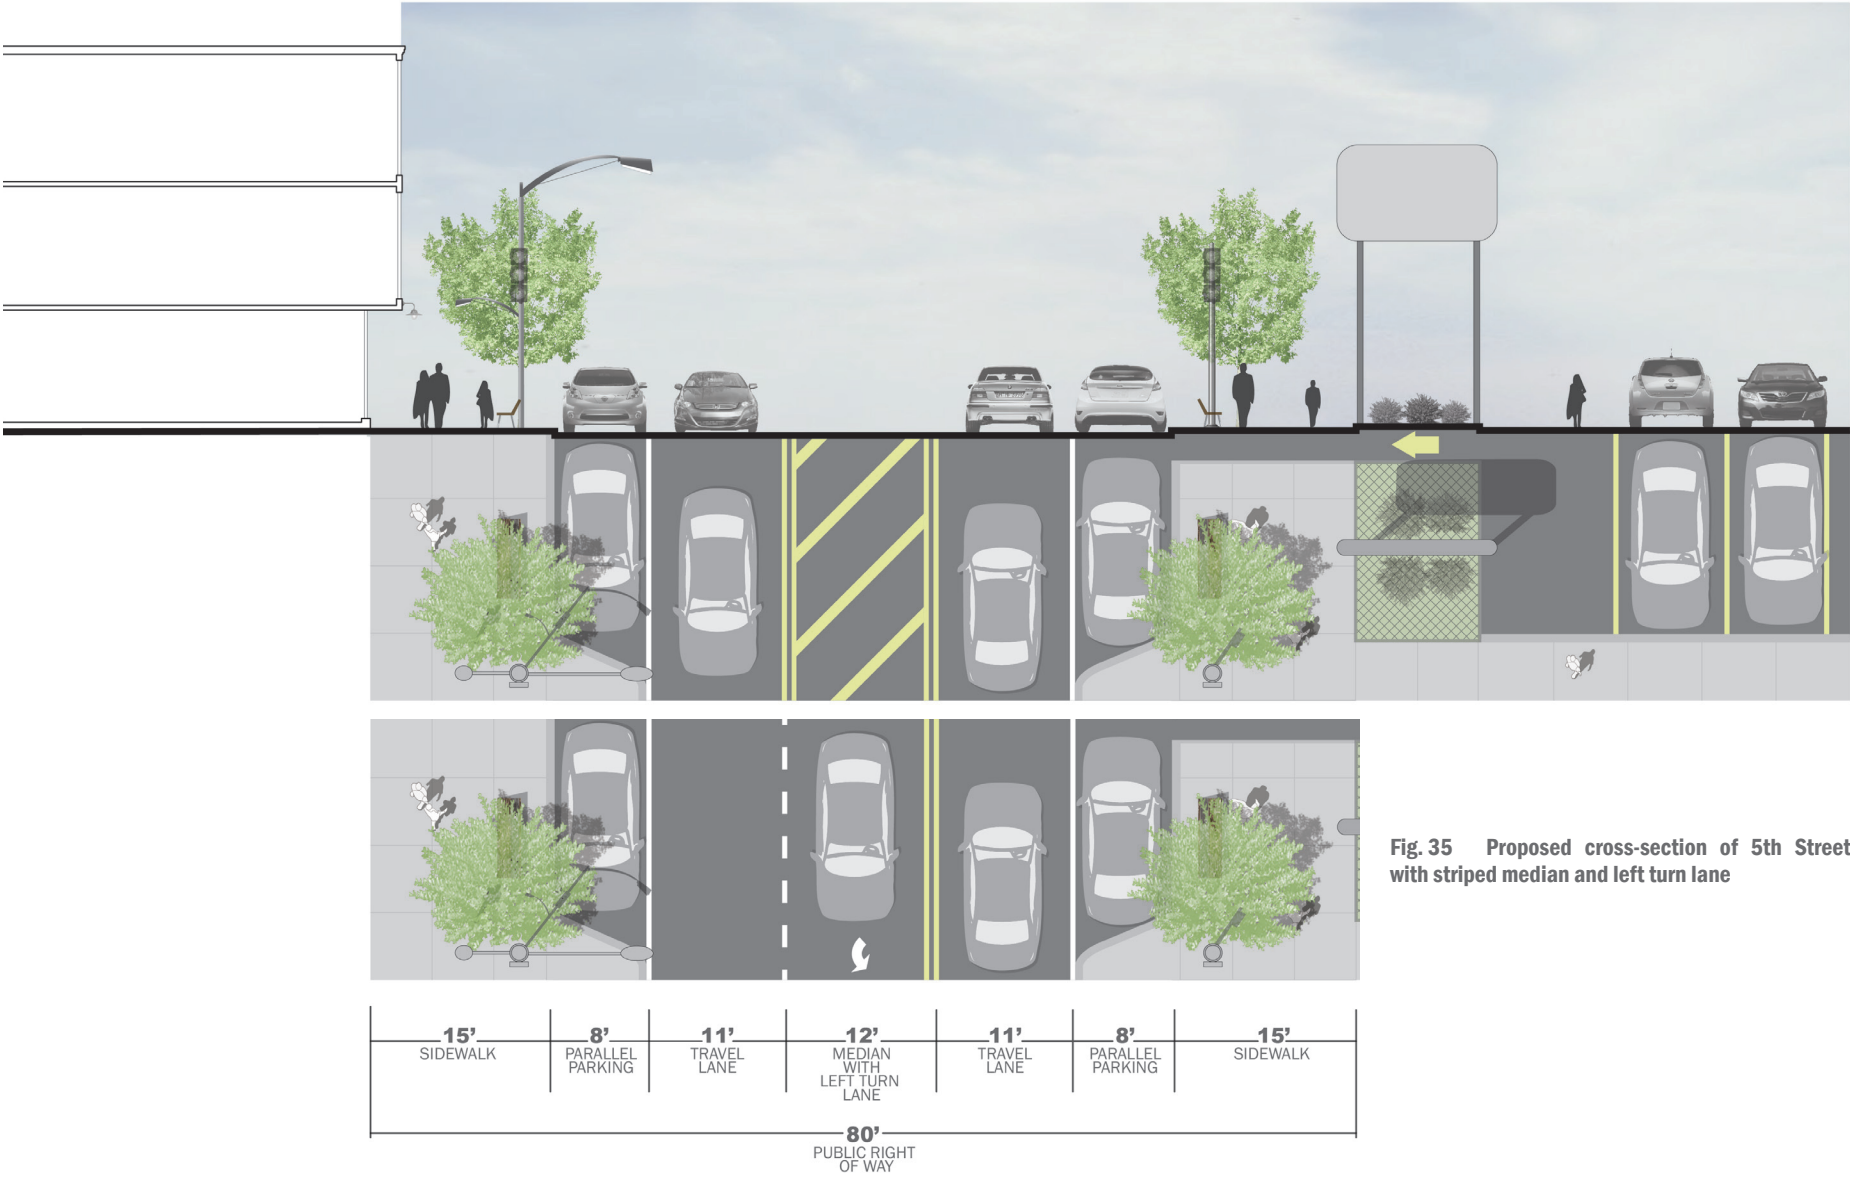 Fig. 35 Proposed cross-section of 5th Street
with striped median and left turn lane
15’ 8’ 11’ 12’ 11’ 8’ 15’
SIDEWALK
PARALLEL
PARKING
TRAVEL
LANE
MEDIAN
WITH
LEFT TURN
LANE
TRAVEL
LANE
PARALLEL
PARKING
SIDEWALK
80’
PUBLIC RIGHT
OF WAY